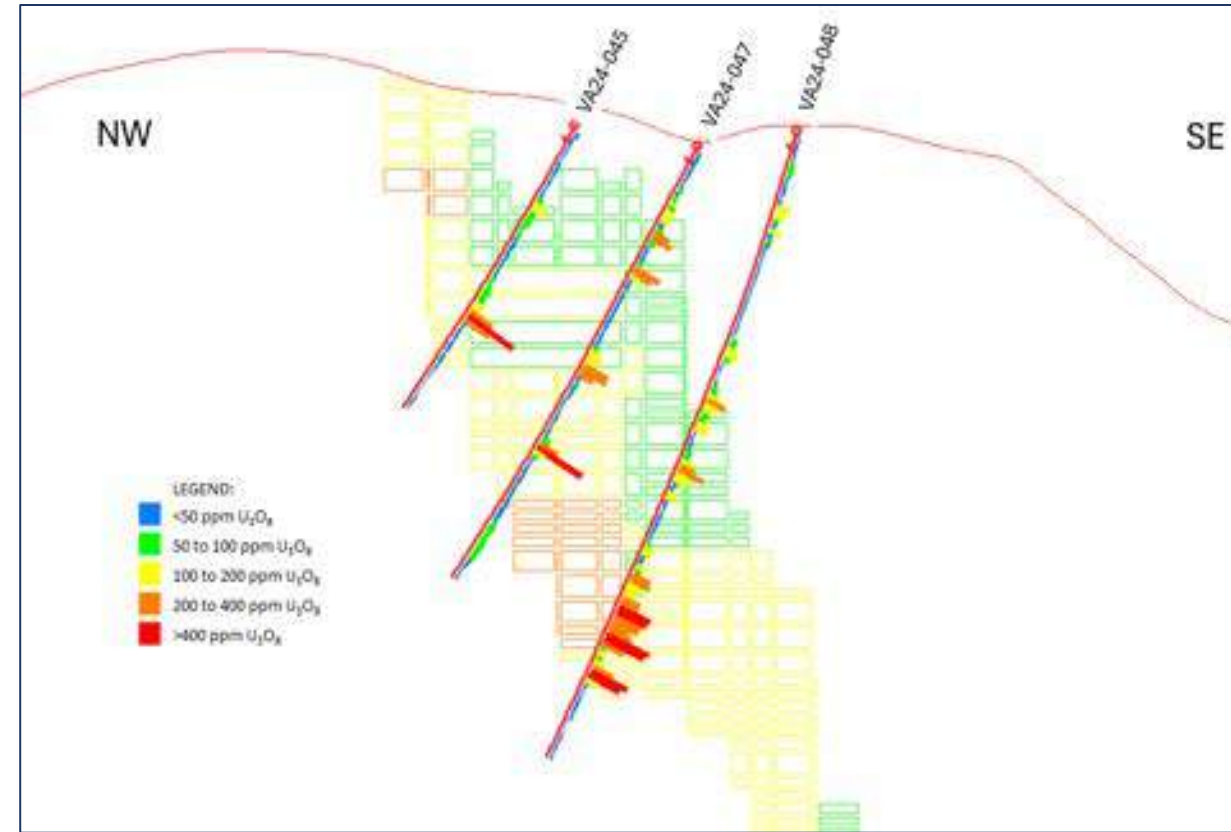 VA24-045
VA24-047
VA24-048
NW
SE
LEGEND:
<50 ppm U₃O₈
50 to 100 ppm U₃O₈
100 to 200 ppm U₃O₈
200 to 400 ppm U₃O₈
>400 ppm U₃O₈